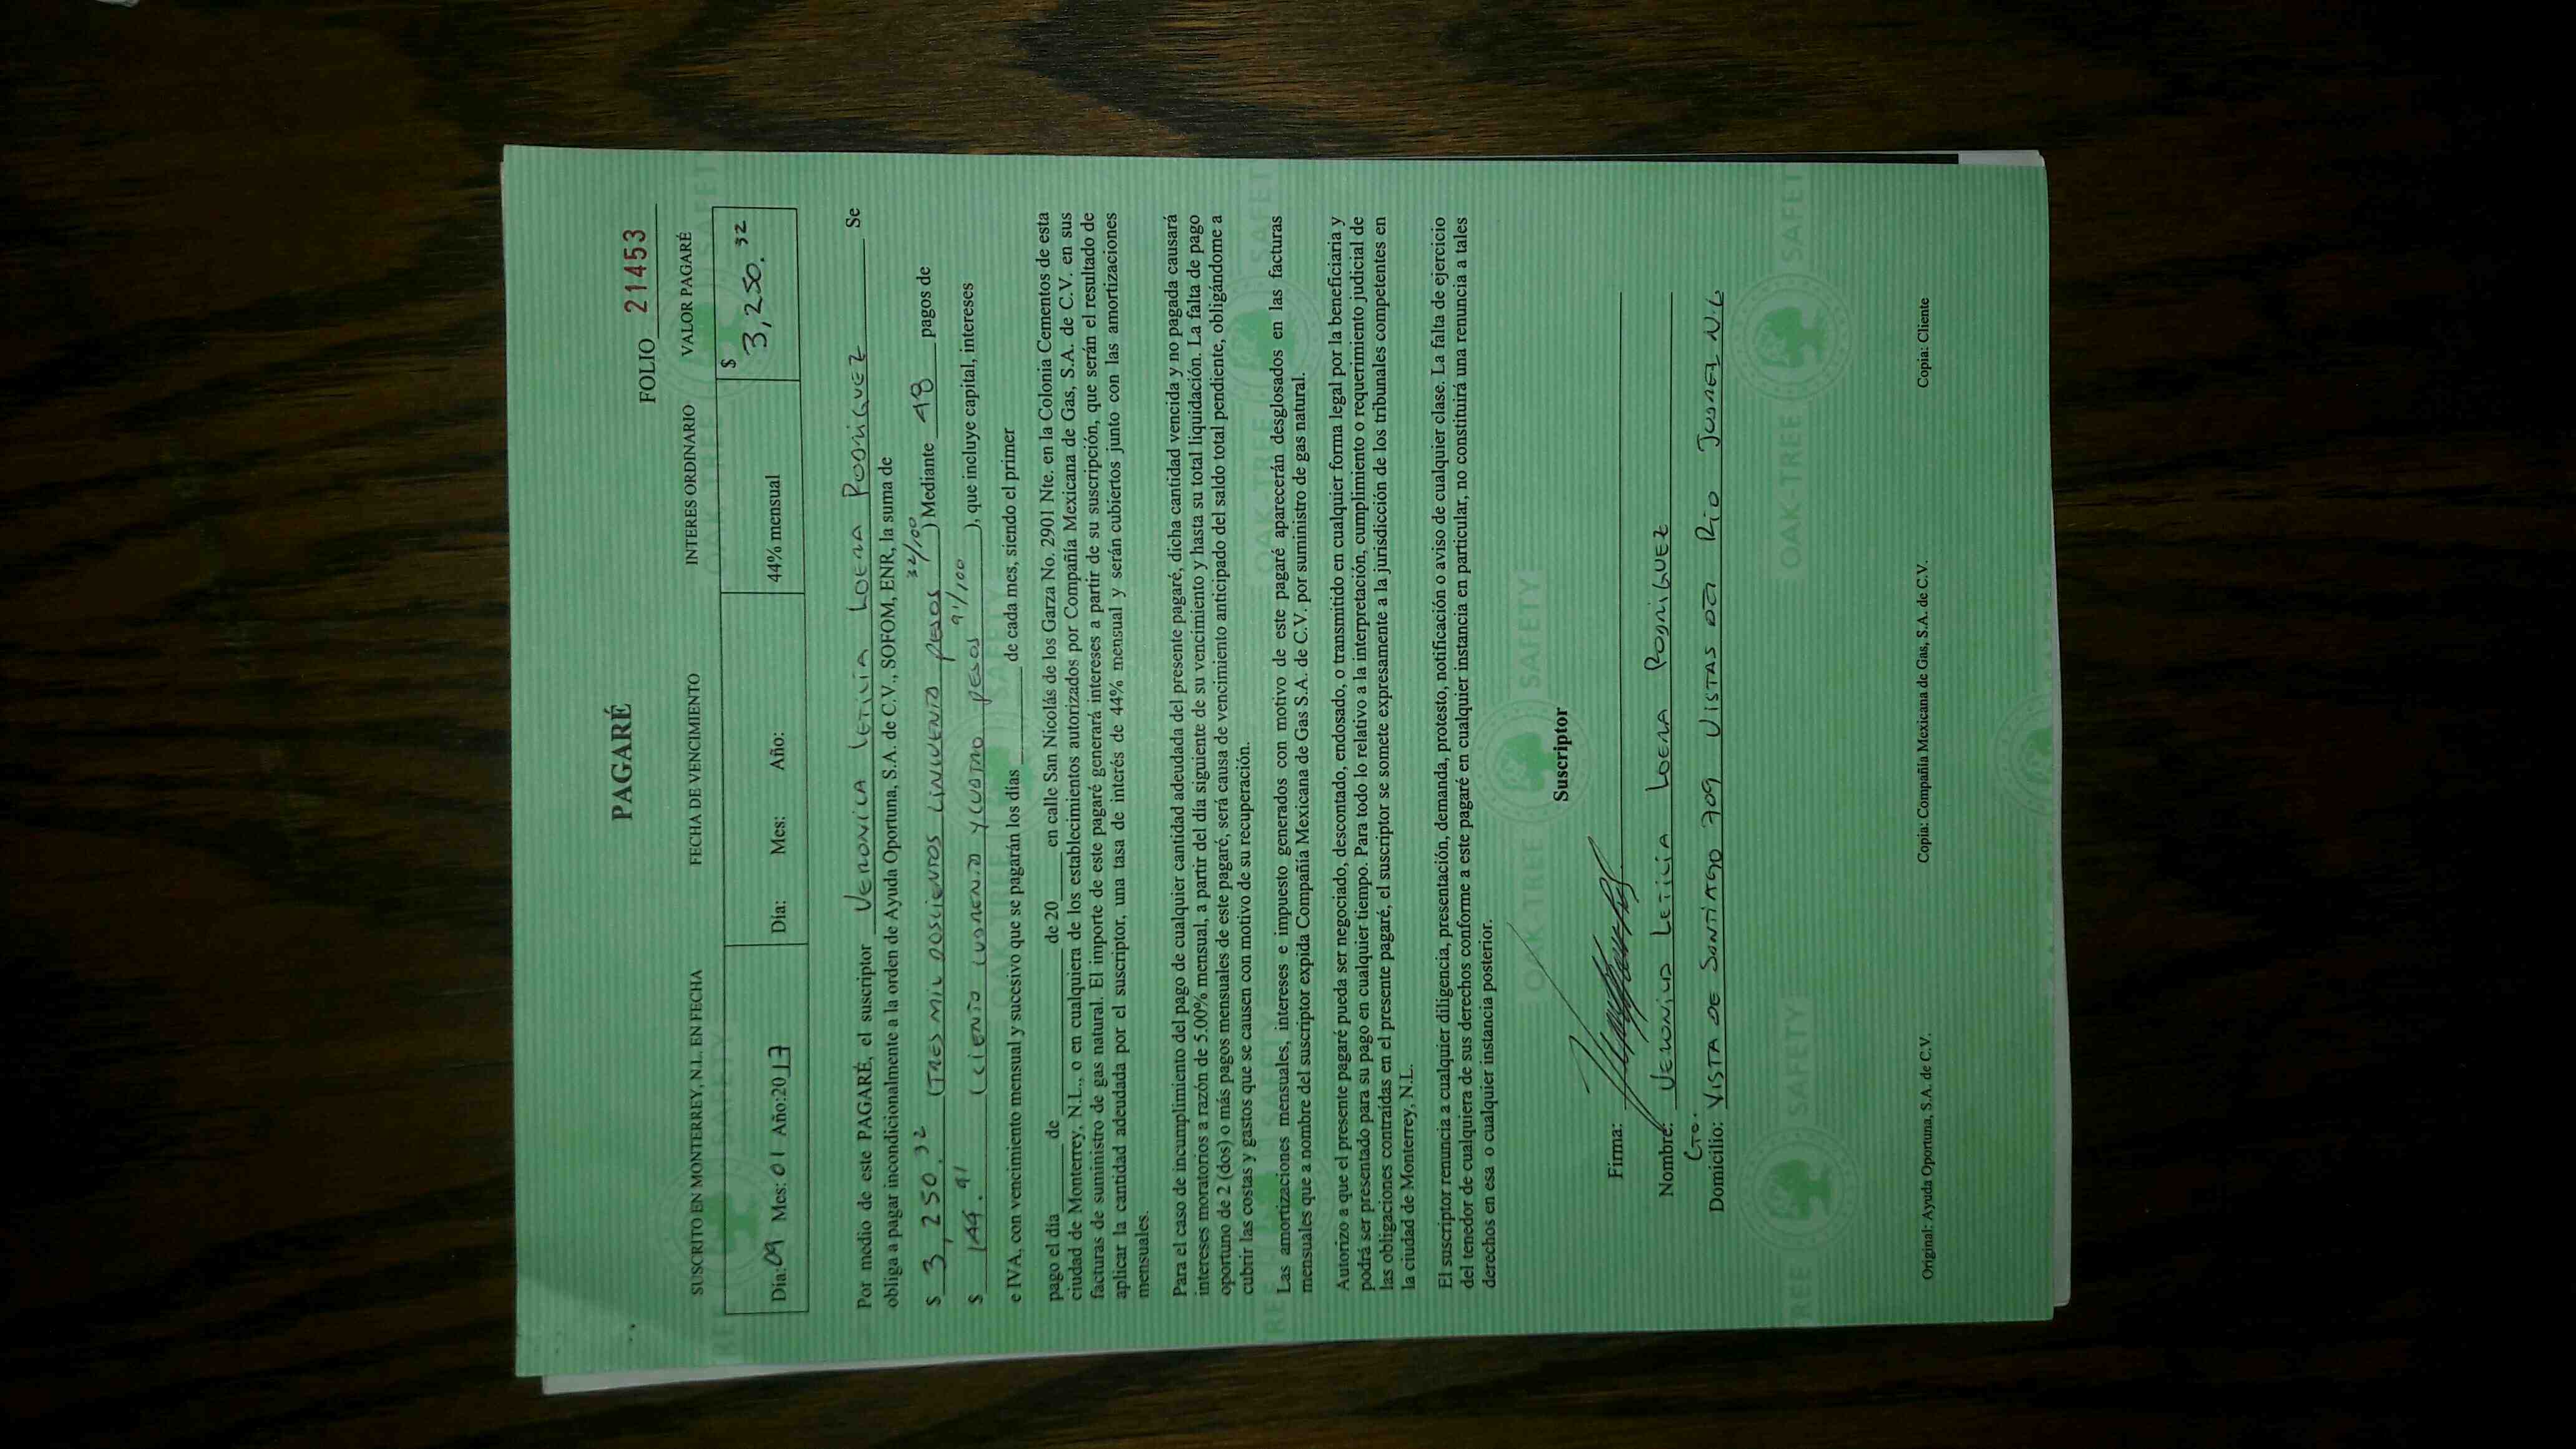 PAGARÉ
FOLIO 21453
SUSCRITO EN MONTERREY, N.L. EN FECHA FECHA DE VENCIMIENTO INTERES ORDINARIO VALOR PAGARÉ
Día: 09 Mes: 01 Año:2017 Día: Mes: Año: 44% mensual $ 3,250.32
Por medio de este PAGARÉ, el suscriptor Veronica Leticia Loera Rodriguez Se
obliga a pagar incondicionalmente a la orden de Ayuda Oportuna, S.A. de C.V., SOFOM, ENR, la suma de
$ 3,250.32 (Tres mil doscientos cincuenta pesos 32/100) Mediante 48 pagos de
$ 144.91 (ciento cuarenta y cuatro pesos 91/100), que incluye capital, intereses
e IVA, con vencimiento mensual y sucesivo que se pagarán los días de cada mes, siendo el primer
pago el día de de 20 en calle San Nicolás de los Garza No. 2901 Nte. en la Colonia Cementos de esta
ciudad de Monterrey, N.L., o en cualquiera de los establecimientos autorizados por Compañía Mexicana de Gas, S.A. de C.V. en sus
facturas de suministro de gas natural. El importe de este pagaré generará intereses a partir de su suscripción, que serán el resultado de
aplicar la cantidad adeudada por el suscriptor, una tasa de interés de 44% mensual y serán cubiertos junto con las amortizaciones
mensuales.
Para el caso de incumplimiento del pago de cualquier cantidad adeudada del presente pagaré, dicha cantidad vencida y no pagada causará
intereses moratorios a razón de 5.00% mensual, a partir del día siguiente de su vencimiento y hasta su total liquidación. La falta de pago
oportuno de 2 (dos) o más pagos mensuales de este pagaré, será causa de vencimiento anticipado del saldo total pendiente, obligándome a
cubrir las costas y gastos que se causen con motivo de su recuperación.
Las amortizaciones mensuales, intereses e impuesto generados con motivo de este pagaré aparecerán desglosados en las facturas
mensuales que a nombre del suscriptor expida Compañía Mexicana de Gas S.A. de C.V. por suministro de gas natural.
Autorizo a que el presente pagaré pueda ser negociado, descontado, endosado, o transmitido en cualquier forma legal por la beneficiaria y
podrá ser presentado para su pago en cualquier tiempo. Para todo lo relativo a la interpretación, cumplimiento o requerimiento judicial de
las obligaciones contraídas en el presente pagaré, el suscriptor se somete expresamente a la jurisdicción de los tribunales competentes en
la ciudad de Monterrey, N.L.
El suscriptor renuncia a cualquier diligencia, presentación, demanda, protesto, notificación o aviso de cualquier clase. La falta de ejercicio
del tenedor de cualquiera de sus derechos conforme a este pagaré en cualquier instancia en particular, no constituirá una renuncia a tales
derechos en esa o cualquier instancia posterior.
Suscriptor
Firma:
Nombre: Veronica Leticia Loera Rodriguez
Domicilio: Cto. Vista de Santiago 709 Vistas del Rio Juarez N.L
Original: Ayuda Oportuna, S.A. de C.V. Copia: Compañía Mexicana de Gas, S.A. de C.V. Copia: Cliente